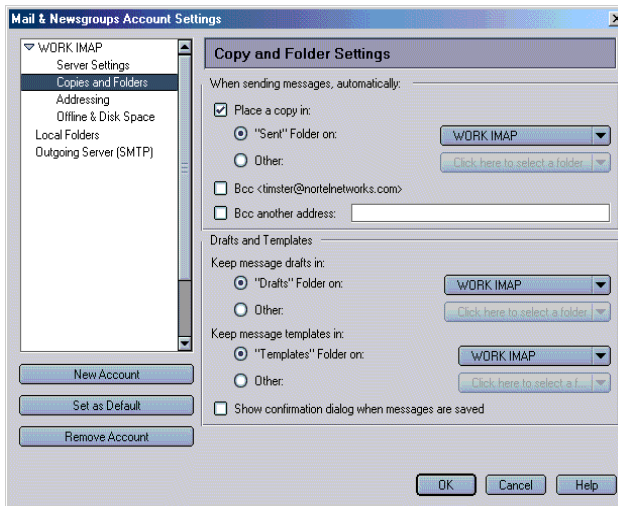 Mail & Newsgroups Account Settings
WORK IMAP
Server Settings
Copies and Folders
Addressing
Offline & Disk Space
Local Folders
Outgoing Server (SMTP)
New Account
Set as Default
Remove Account
Copy and Folder Settings
When sending messages, automatically:
Place a copy in:
"Sent" Folder on:
WORK IMAP
Other:
Click here to select a folder
Bcc <timster@nortelnetworks.com>
Bcc another address:
Drafts and Templates
Keep message drafts in:
"Drafts" Folder on:
WORK IMAP
Other:
Click here to select a folder
Keep message templates in:
"Templates" Folder on:
WORK IMAP
Other:
Click here to select a f...
Show confirmation dialog when messages are saved
OK
Cancel
Help